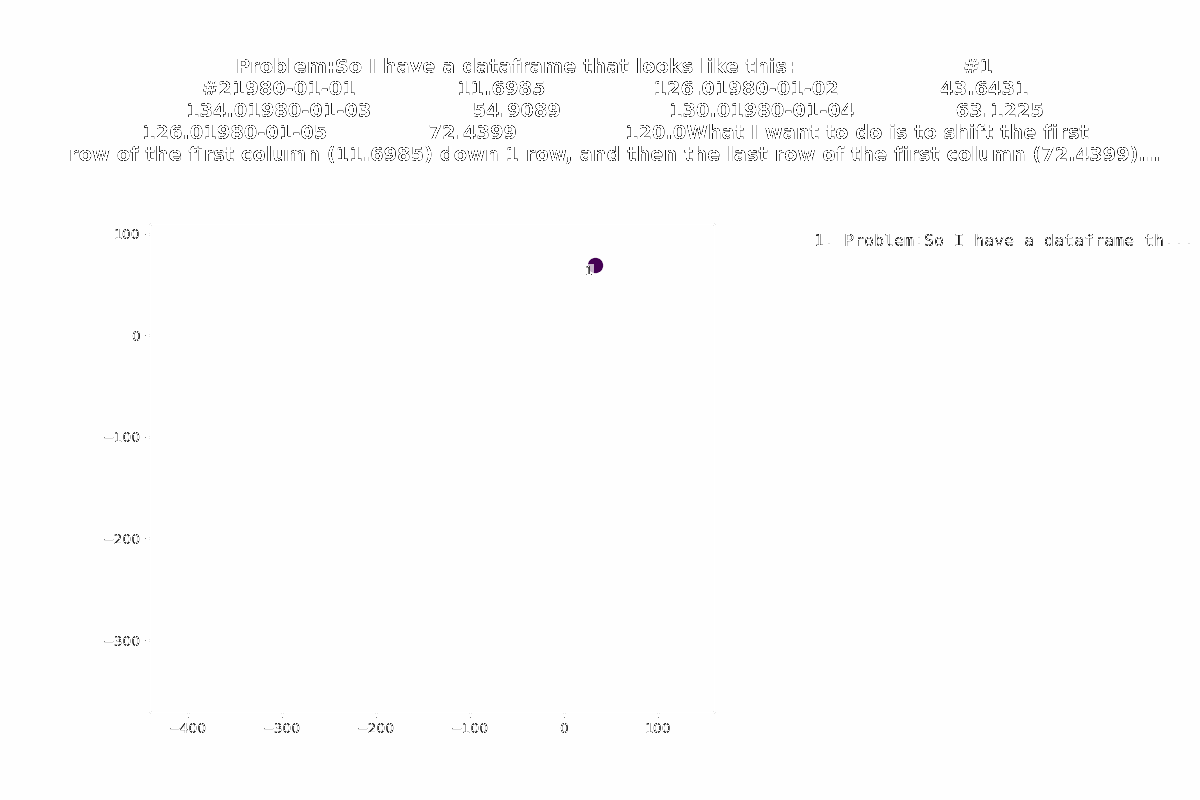 Problem:So I have a dataframe that looks like this: #1
#21980-01-01 11.6985 126.01980-01-02 43.6431
134.01980-01-03 54.9089 130.01980-01-04 63.1225
126.01980-01-05 72.4399 120.0What I want to do is to shift the first
row of the first column (11.6985) down 1 row, and then the last row of the first column (72.4399)...
100
1. Problem:So I have a dataframe th...
1
0
−100
−200
−300
−400 −300 −200 −100 0 100